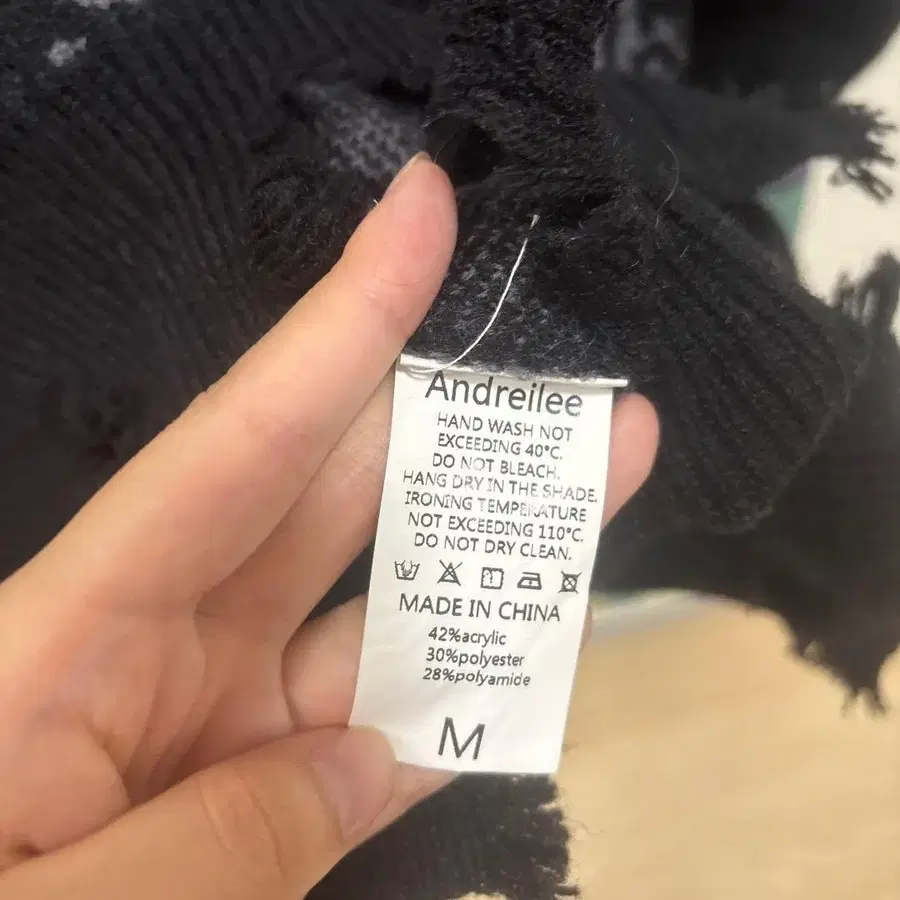 Andreilee
HAND WASH NOT
EXCEEDING 40°C.
DO NOT BLEACH.
HANG DRY IN THE SHADE.
IRONING TEMPERATURE
NOT EXCEEDING 110°C.
DO NOT DRY CLEAN.
MADE IN CHINA
42%acrylic
30%polyester
28%polyamide
M